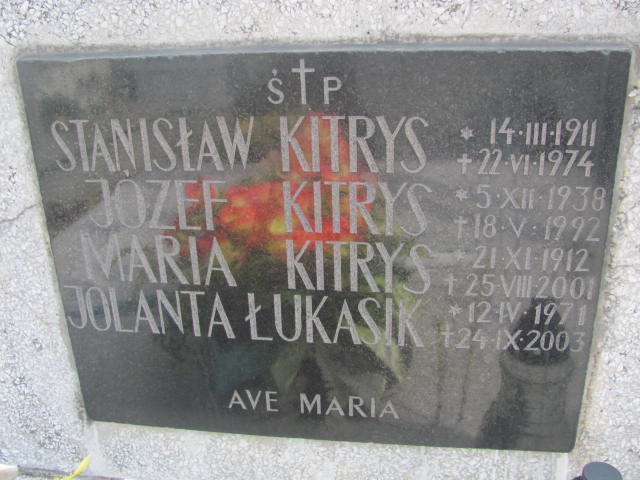 Ś✝P
STANISŁAW KITRYS * 14·III·1911
✝ 22·VI·1974
JÓZEF KITRYS * 5·XII·1938
✝ 18·V·1992
MARIA KITRYS * 21·XI·1912
✝ 25·VIII·2001
JOLANTA ŁUKASIK * 12·IV·1971
✝ 24·IX·2003
AVE MARIA